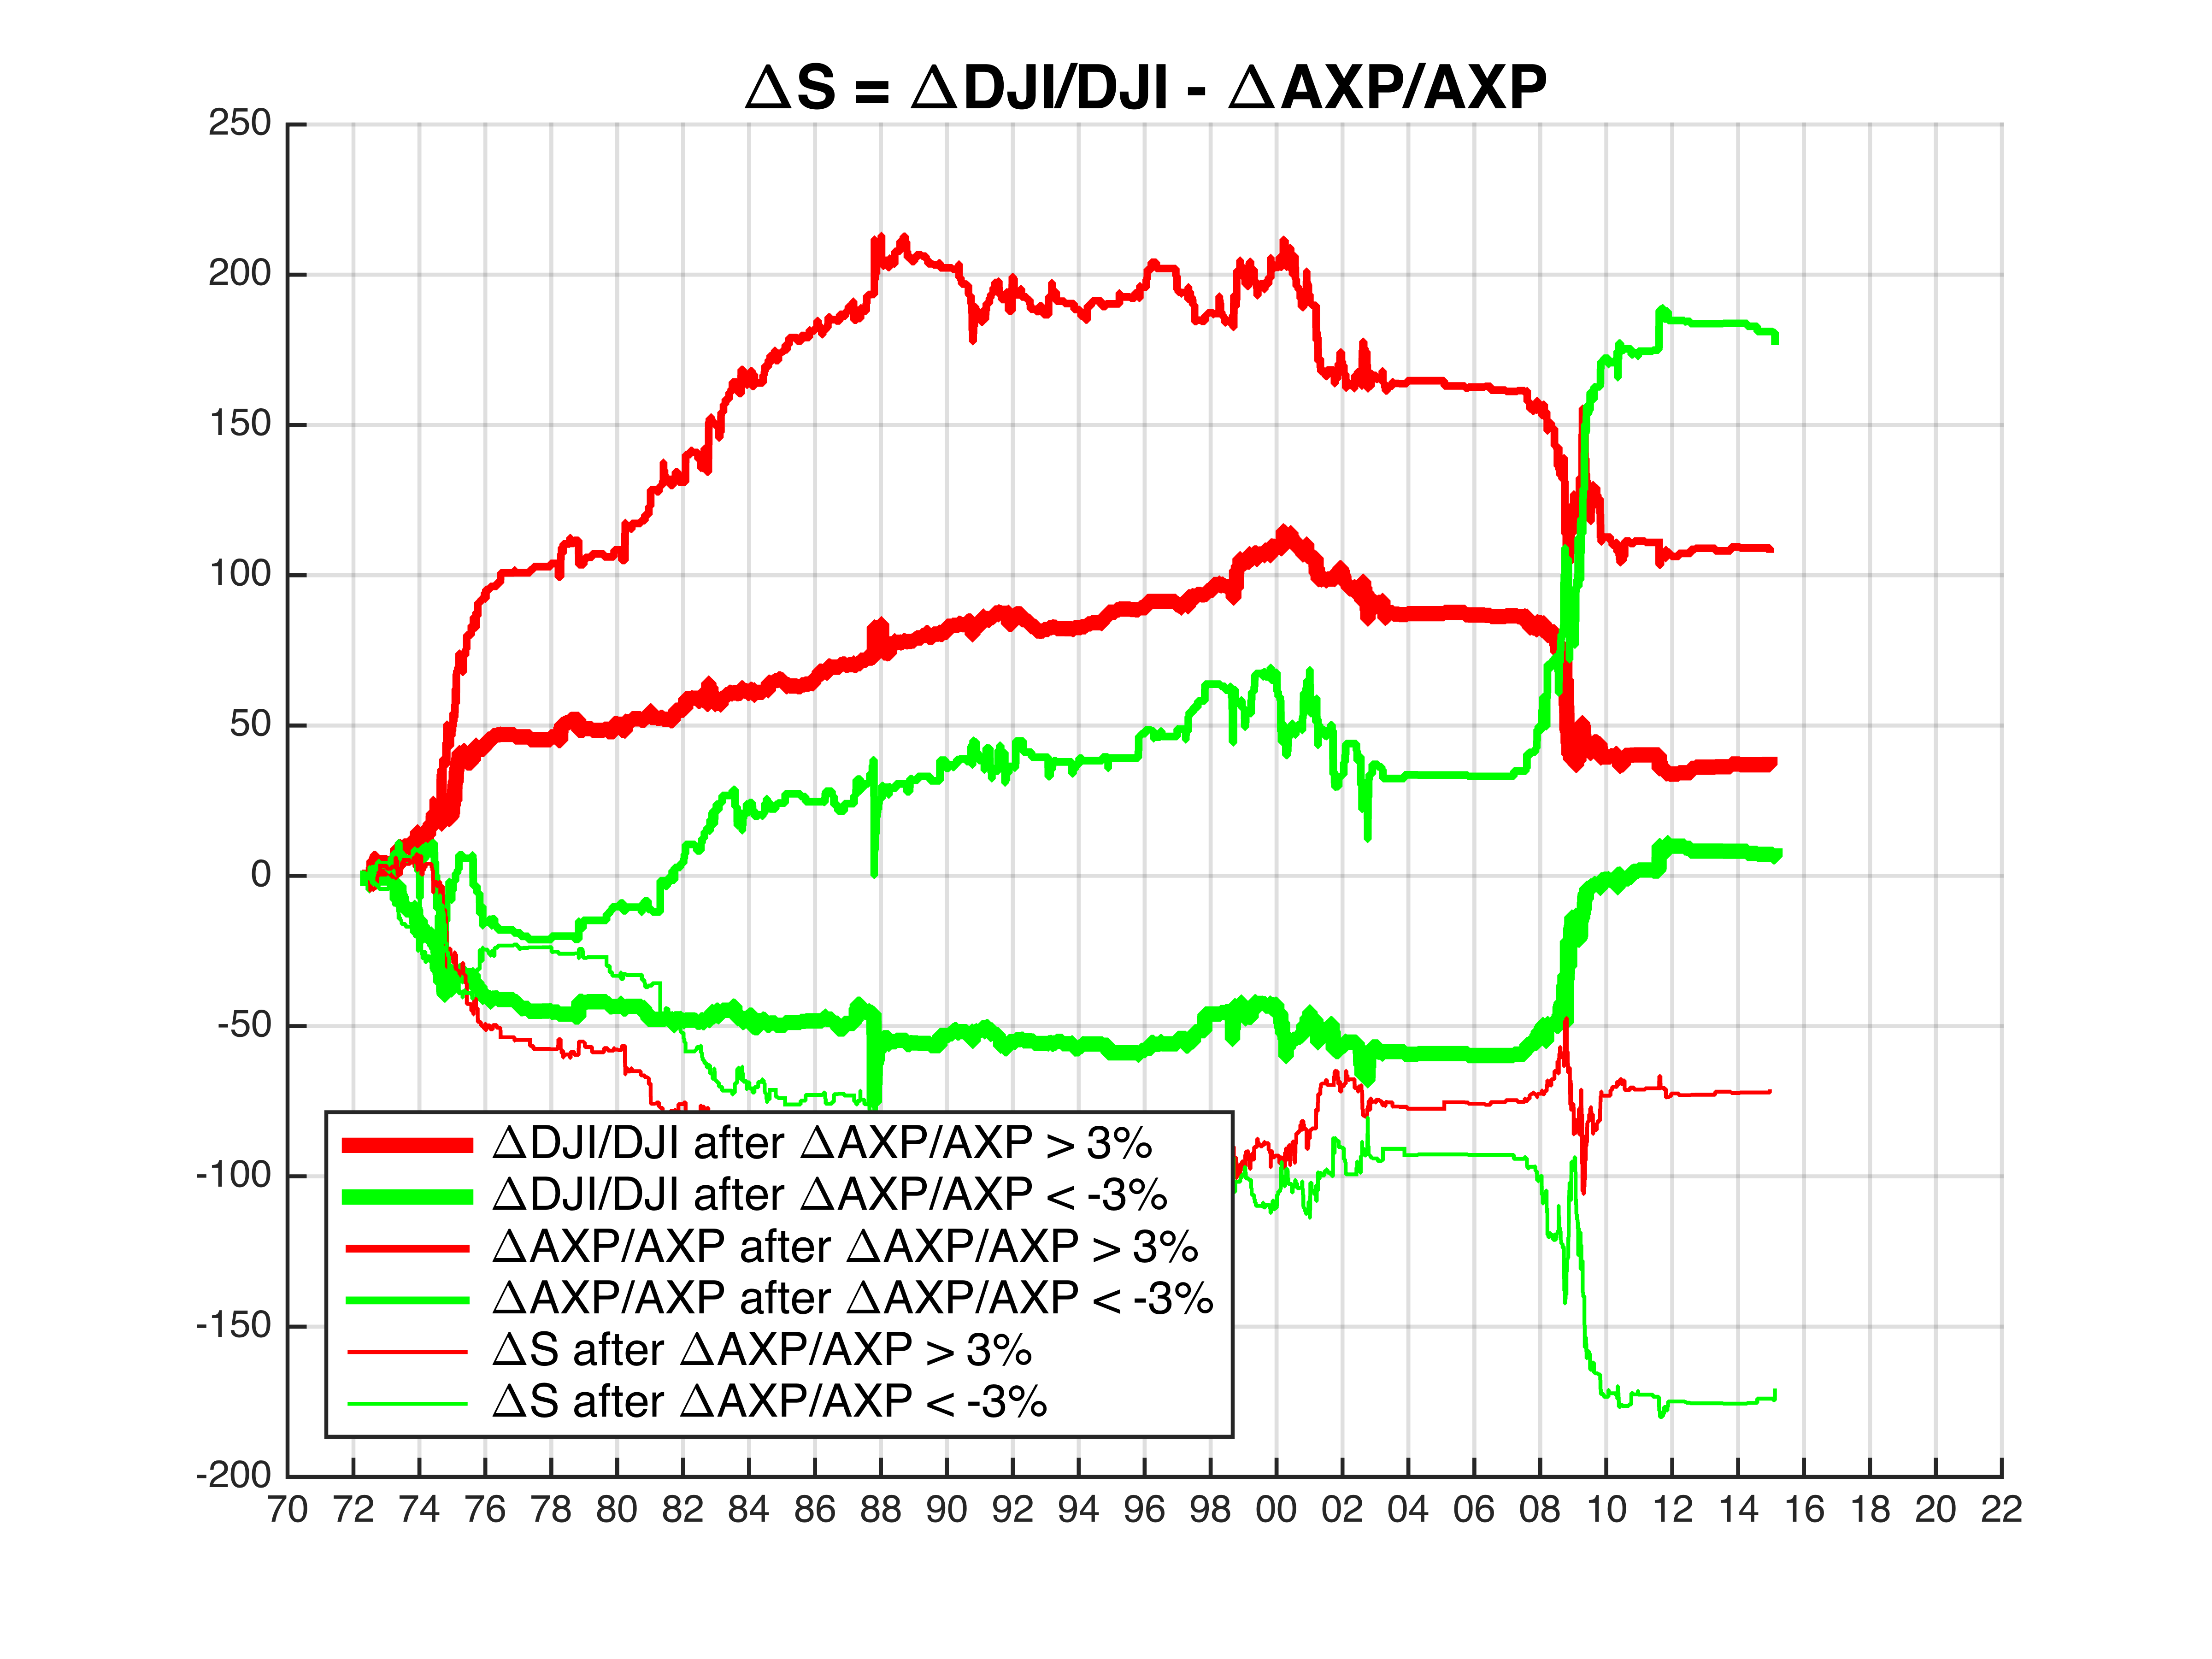 ΔS = ΔDJI/DJI - ΔAXP/AXP
250
200
150
100
50
0
-50
-100
-150
-200
ΔDJI/DJI after ΔAXP/AXP > 3%
ΔDJI/DJI after ΔAXP/AXP < -3%
ΔAXP/AXP after ΔAXP/AXP > 3%
ΔAXP/AXP after ΔAXP/AXP < -3%
ΔS after ΔAXP/AXP > 3%
ΔS after ΔAXP/AXP < -3%
70 72 74 76 78 80 82 84 86 88 90 92 94 96 98 00 02 04 06 08 10 12 14 16 18 20 22